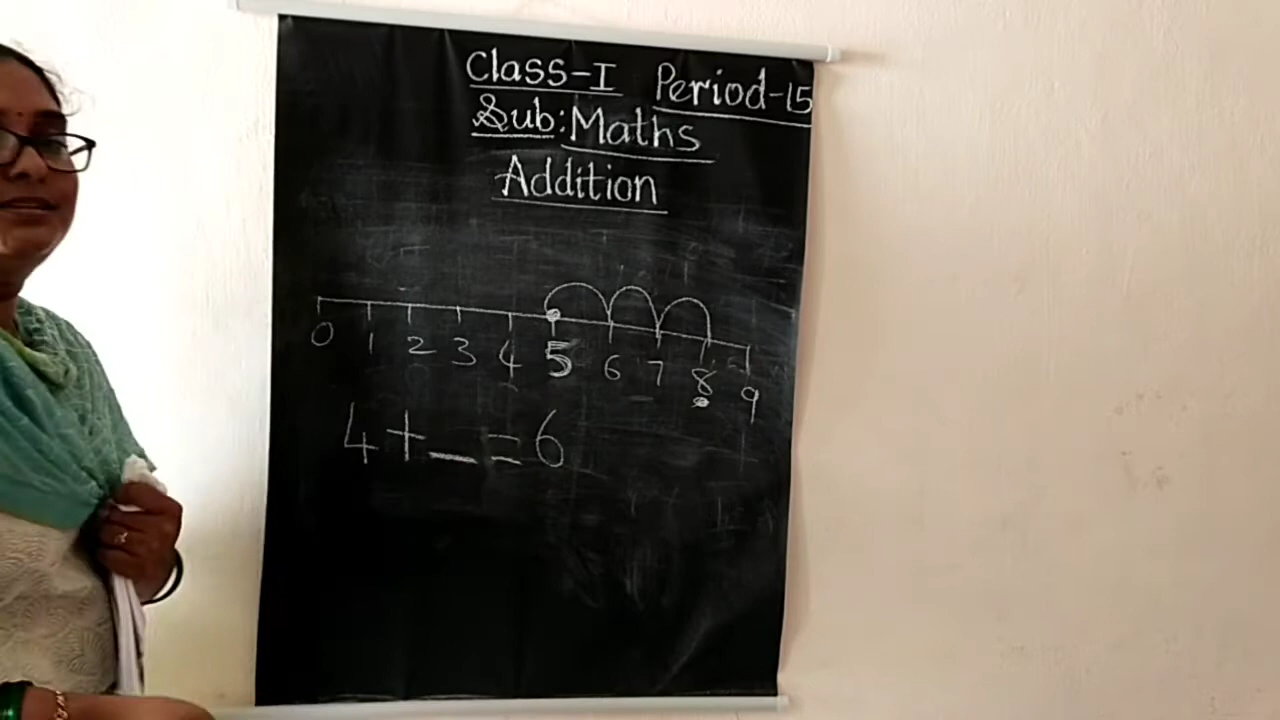 Class-I Period-15
Sub: Maths
Addition
0 1 2 3 4 5 6 7 8 9
4+_=6